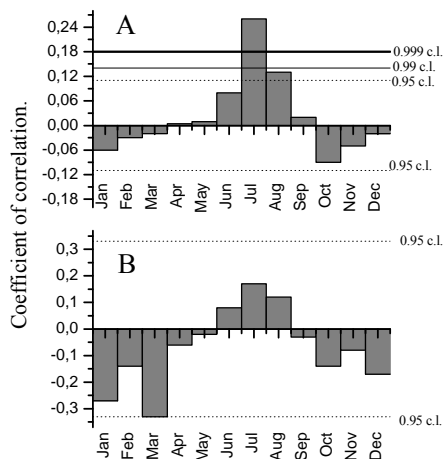 A
0,24
0,18
0,12
0,06
0,00
-0,06
-0,12
-0,18
0.999 c.l.
0.99 c.l.
0.95 c.l.
0.95 c.l.
Jan Feb Mar Apr May Jun Jul Aug Sep Oct Nov Dec
Coefficient of correlation.
B
0,3
0,2
0,1
0,0
-0,1
-0,2
-0,3
0.95 c.l.
0.95 c.l.
Jan Feb Mar Apr May Jun Jul Aug Sep Oct Nov Dec